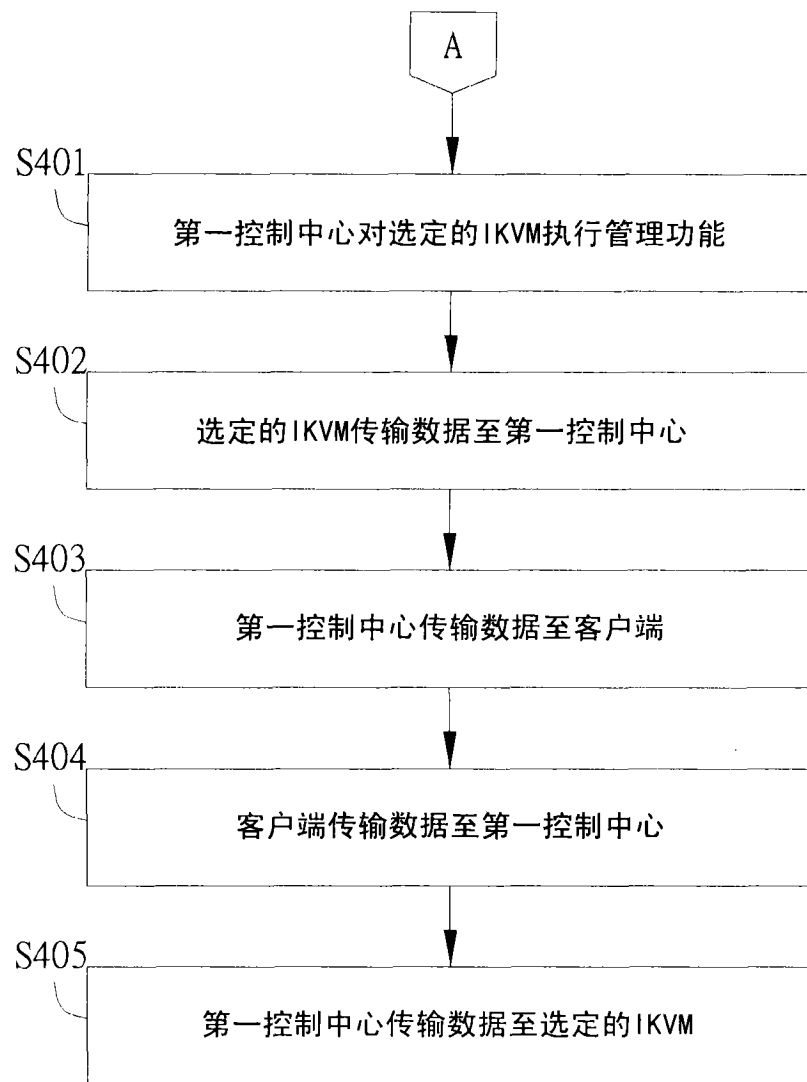 A
S401
第一控制中心对选定的IKVM执行管理功能
S402
选定的IKVM传输数据至第一控制中心
S403
第一控制中心传输数据至客户端
S404
客户端传输数据至第一控制中心
S405
第一控制中心传输数据至选定的IKVM